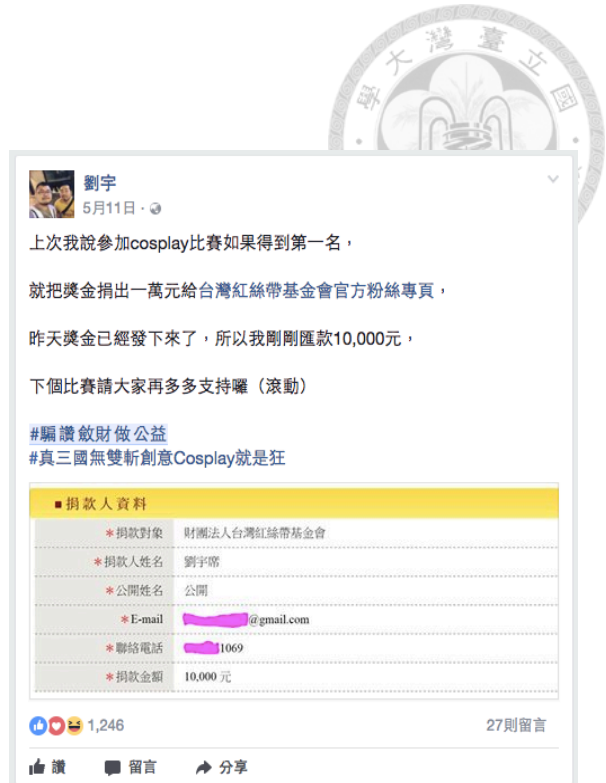 國立臺灣大學
劉宇
5月11日
上次我說參加cosplay比賽如果得到第一名，
就把獎金捐出一萬元給台灣紅絲帶基金會官方粉絲專頁，
昨天獎金已經發下來了，所以我剛剛匯款10,000元，
下個比賽請大家再多多支持囉（滾動）
#騙讚斂財做公益
#真三國無雙斬創意Cosplay就是狂
■捐款人資料
*捐款對象 財團法人台灣紅絲帶基金會
*捐款人姓名 劉宇席
*公開姓名 公開
*E-mail @gmail.com
*聯絡電話 1069
*捐款金額 10,000 元
1,246 27則留言
讚 留言 分享